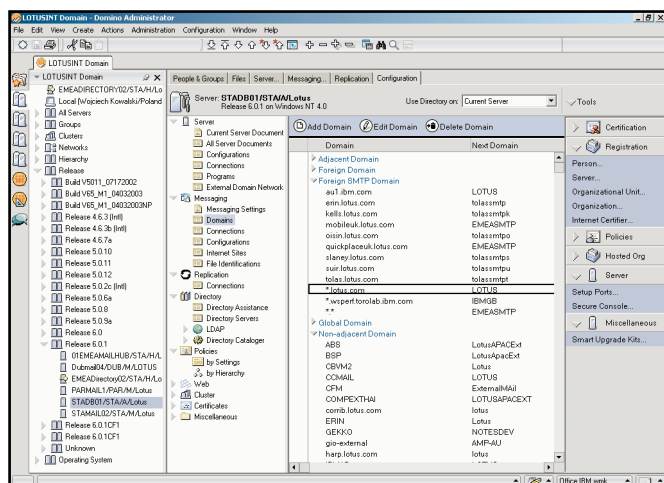 LOTUSINT Domain - Domino Administrator
File Edit View Create Actions Administration Configuration Window Help
LOTUSINT Domain
LOTUSINT Domain
EMEADIRECTORY02/STA/H/Lo
Local (Wojciech Kowalski/Poland
All Servers
Groups
Clusters
Networks
Hierarchy
Release
Build V5011_07172002
Build V65_M1_04032003
Build V65_M1_04032003NP
Release 4.6.3 (Intl)
Release 4.6.3b (Intl)
Release 4.6.7a
Release 5.0.10
Release 5.0.11
Release 5.0.12
Release 5.0.2c (Intl)
Release 5.0.6a
Release 5.0.8
Release 5.0.9a
Release 6.0
Release 6.0.1
01EMEAMAILHUB/STA/H/L
Dubmail04/DUB/M/LOTUS
EMEADirectory02/STA/H/Lo
PARMAIL1/PAR/M/Lotus
STADB01/STA/A/Lotus
STAMAIL02/STA/M/Lotus
Release 6.0.1CF1
Release 6.0.1CF1
Unknown
Operating System
People & Groups Files Server... Messaging... Replication Configuration
Server: STADB01/STA/A/Lotus
Release 6.0.1 on Windows NT 4.0
Use Directory on: Current Server
Server
Current Server Document
All Server Documents
Configurations
Connections
Programs
External Domain Network
Messaging
Messaging Settings
Domains
Connections
Configurations
Internet Sites
File Identifications
Replication
Connections
Directory
Directory Assistance
Directory Servers
LDAP
Directory Cataloger
Policies
by Settings
by Hierarchy
Web
Cluster
Certificates
Miscellaneous
Add Domain Edit Domain Delete Domain
Domain Next Domain
Adjacent Domain
Foreign Domain
Foreign SMTP Domain
au1.ibm.com LOTUS
erin.lotus.com tolassmtp
kells.lotus.com tolassmtpk
mobileuk.lotus.com EMEASMTP
oisin.lotus.com tolassmtpo
quickplaceuk.lotus.com EMEASMTP
slaney.lotus.com tolassmtps
suir.lotus.com tolassmtpu
tolas.lotus.com tolassmtpt
*.lotus.com LOTUS
*.wsperf.torolab.ibm.com IBMGB
*.* EMEASMTP
Global Domain
Non-adjacent Domain
ABS LotusAPACExt
BSP LotusApacExt
CBVM2 Lotus
CCMAIL LOTUS
CFM ExternalMAil
COMPEXTHAI LOTUSAPACEXT
corrib.lotus.com lotus
ERIN Lotus
GEKKO NOTESDEV
gio-external AMP-AU
harp.lotus.com lotus
Tools
Certification
Registration
Person...
Server...
Organizational Unit...
Organization...
Internet Certifier...
Policies
Hosted Org
Server
Setup Ports...
Secure Console...
Miscellaneous
Smart Upgrade Kits...
Office IBM wmk